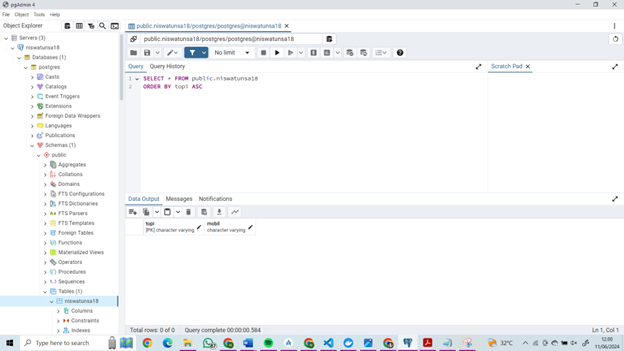 pgAdmin 4
File Object Tools Help
Object Explorer
Servers (3)
niswatunsa18
Databases (1)
postgres
Casts
Catalogs
Event Triggers
Extensions
Foreign Data Wrappers
Languages
Publications
Schemas (1)
public
Aggregates
Collations
Domains
FTS Configurations
FTS Dictionaries
FTS Parsers
FTS Templates
Foreign Tables
Functions
Materialized Views
Operators
Procedures
Sequences
Tables (1)
niswatunsa18
Columns
Constraints
Indexes
public.niswatunsa18/postgres/postgres@niswatunsa18
public.niswatunsa18/postgres/postgres@niswatunsa18
No limit
Query Query History
Scratch Pad
1 SELECT * FROM public.niswatunsa18
2 ORDER BY topi ASC
Data Output Messages Notifications
topi mobil
[PK] character varying character varying
Total rows: 0 of 0 Query complete 00:00:00.584
Ln 1, Col 1
Type here to search
32°C
12.00
11/06/2024